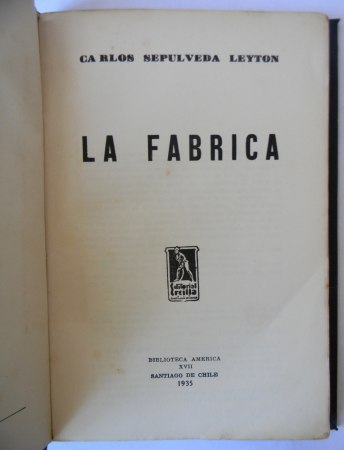 CARLOS SEPULVEDA LEYTON
LA FABRICA
Editorial
Ercilla
BIBLIOTECA AMERICA
XVII
SANTIAGO DE CHILE
1935